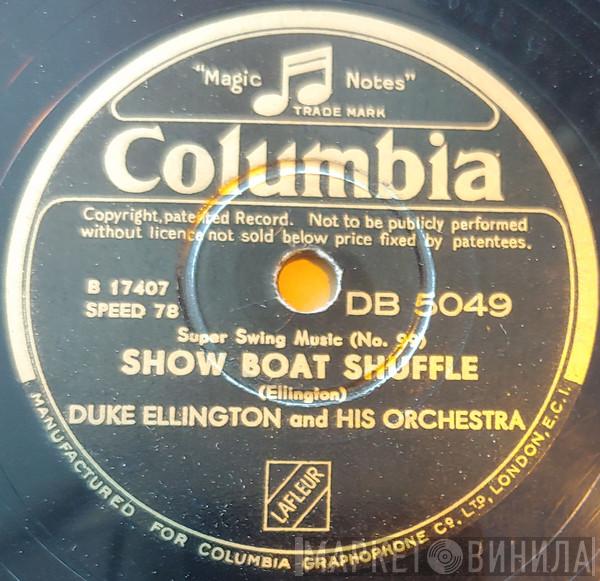 "Magic Notes"
TRADE MARK
Columbia
Copyright, patented Record. Not to be publicly performed
without licence not sold below price fixed by patentees.
B 17407
SPEED 78
DB 5049
Super Swing Music (No. 99)
SHOW BOAT SHUFFLE
(Ellington)
DUKE ELLINGTON and HIS ORCHESTRA
LAFLEUR
MANUFACTURED FOR COLUMBIA GRAPHOPHONE CO., LTD., LONDON, E.C.1.
МАРКЕТ ВИНИЛА